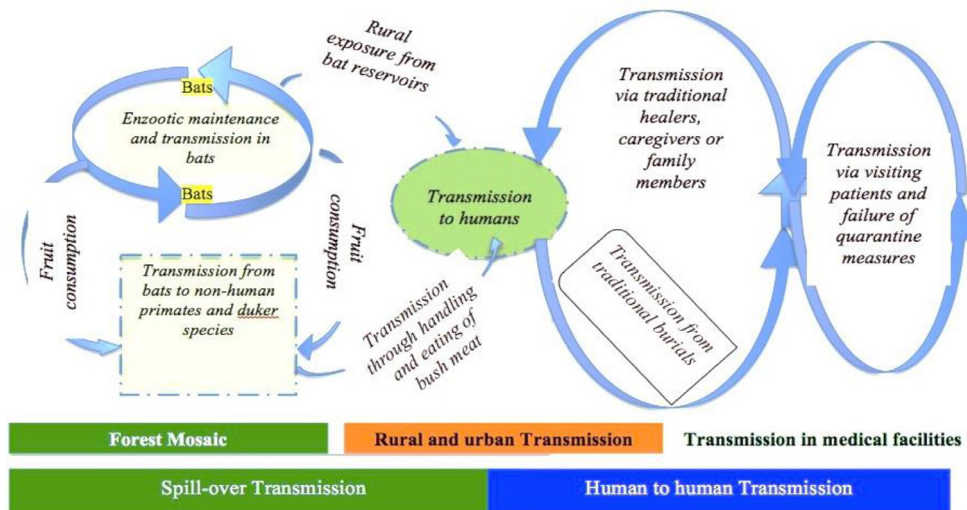 Bats
Enzootic maintenance
and transmission in
bats
Bats
Fruit
consumption
Fruit
consumption
Transmission from
bats to non-human
primates and duker
species
Rural
exposure from
bat reservoirs
Transmission
to humans
Transmission
through handling
and eating of
bush meat
Transmission
via traditional
healers,
caregivers or
family
members
Transmission from
traditional burials
Transmission
via visiting
patients and
failure of
quarantine
measures
Forest Mosaic
Rural and urban Transmission
Transmission in medical facilities
Spill-over Transmission
Human to human Transmission